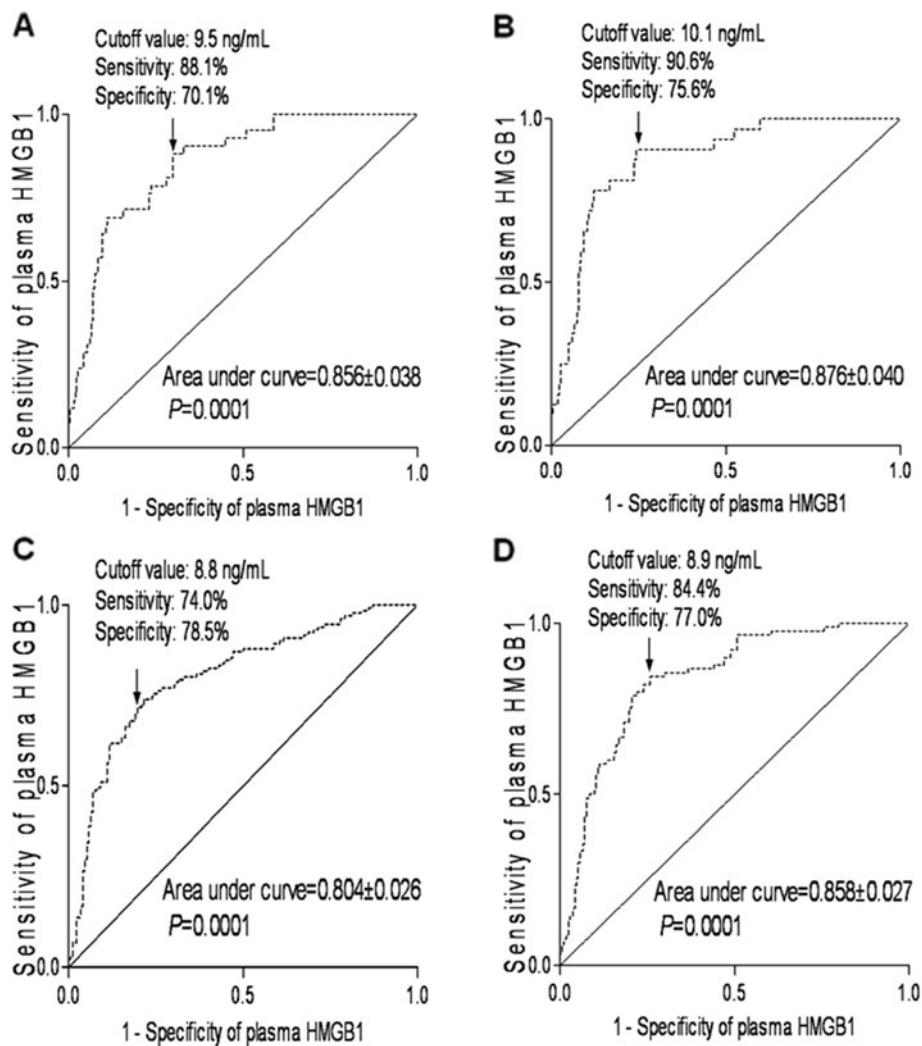 A
Cutoff value: 9.5 ng/mL
Sensitivity: 88.1%
Specificity: 70.1%
Sensitivity of plasma HMGB1
1.0
0.5
0.0
Area under curve=0.856±0.038
P=0.0001
0.0 0.5 1.0
1 - Specificity of plasma HMGB1
B
Cutoff value: 10.1 ng/mL
Sensitivity: 90.6%
Specificity: 75.6%
Sensitivity of plasma HMGB1
1.0
0.5
0.0
Area under curve=0.876±0.040
P=0.0001
0.0 0.5 1.0
1 - Specificity of plasma HMGB1
C
Cutoff value: 8.8 ng/mL
Sensitivity: 74.0%
Specificity: 78.5%
Sensitivity of plasma HMGB1
1.0
0.5
0.0
Area under curve=0.804±0.026
P=0.0001
0.0 0.5 1.0
1 - Specificity of plasma HMGB1
D
Cutoff value: 8.9 ng/mL
Sensitivity: 84.4%
Specificity: 77.0%
Sensitivity of plasma HMGB1
1.0
0.5
0.0
Area under curve=0.858±0.027
P=0.0001
0.0 0.5 1.0
1 - Specificity of plasma HMGB1